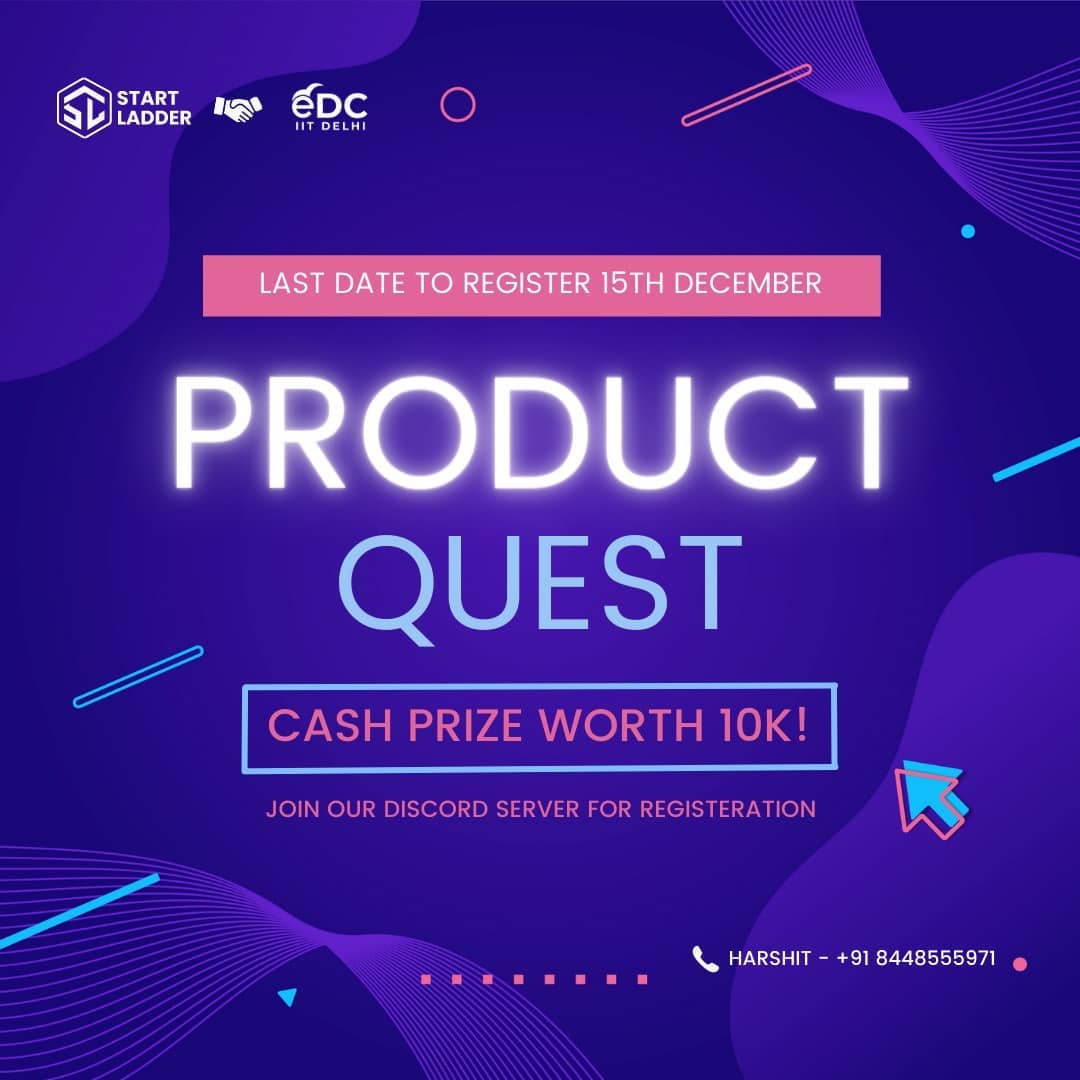 START
LADDER
eDC
IIT DELHI
LAST DATE TO REGISTER 15TH DECEMBER
PRODUCT
QUEST
CASH PRIZE WORTH 10K!
JOIN OUR DISCORD SERVER FOR REGISTERATION
HARSHIT - +91 8448555971